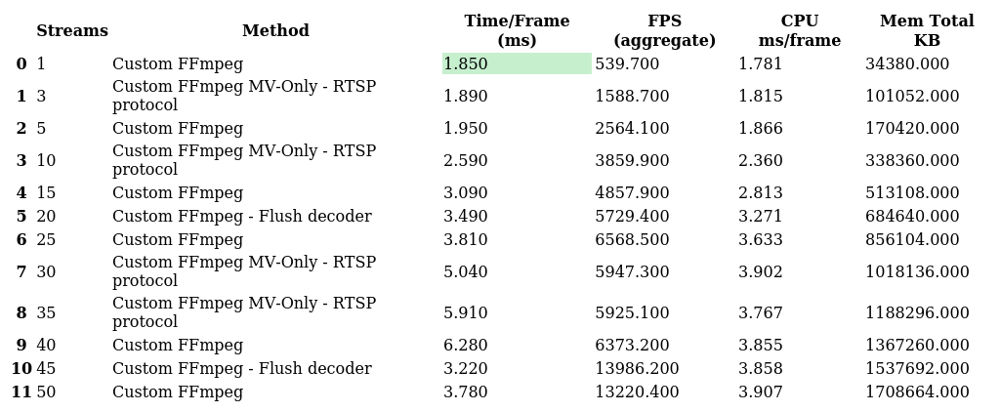 Streams Method Time/Frame (ms) FPS (aggregate) CPU ms/frame Mem Total KB
0 1 Custom FFmpeg 1.850 539.700 1.781 34380.000
1 3 Custom FFmpeg MV-Only - RTSP protocol 1.890 1588.700 1.815 101052.000
2 5 Custom FFmpeg 1.950 2564.100 1.866 170420.000
3 10 Custom FFmpeg MV-Only - RTSP protocol 2.590 3859.900 2.360 338360.000
4 15 Custom FFmpeg 3.090 4857.900 2.813 513108.000
5 20 Custom FFmpeg - Flush decoder 3.490 5729.400 3.271 684640.000
6 25 Custom FFmpeg 3.810 6568.500 3.633 856104.000
7 30 Custom FFmpeg MV-Only - RTSP protocol 5.040 5947.300 3.902 1018136.000
8 35 Custom FFmpeg MV-Only - RTSP protocol 5.910 5925.100 3.767 1188296.000
9 40 Custom FFmpeg 6.280 6373.200 3.855 1367260.000
10 45 Custom FFmpeg - Flush decoder 3.220 13986.200 3.858 1537692.000
11 50 Custom FFmpeg 3.780 13220.400 3.907 1708664.000